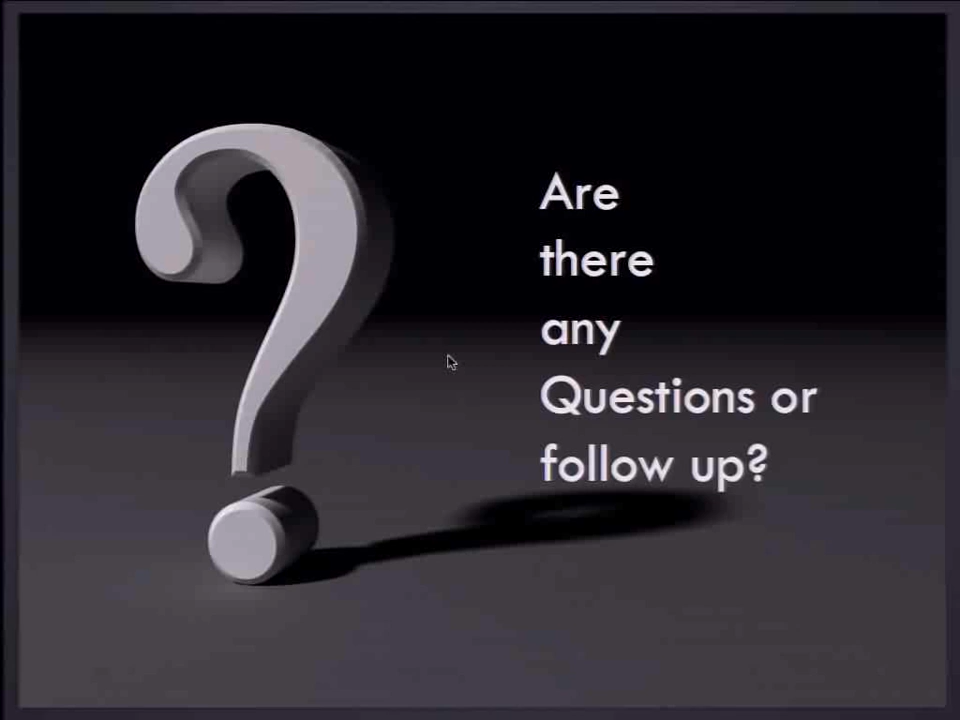 Are
there
any
Questions or
follow up?